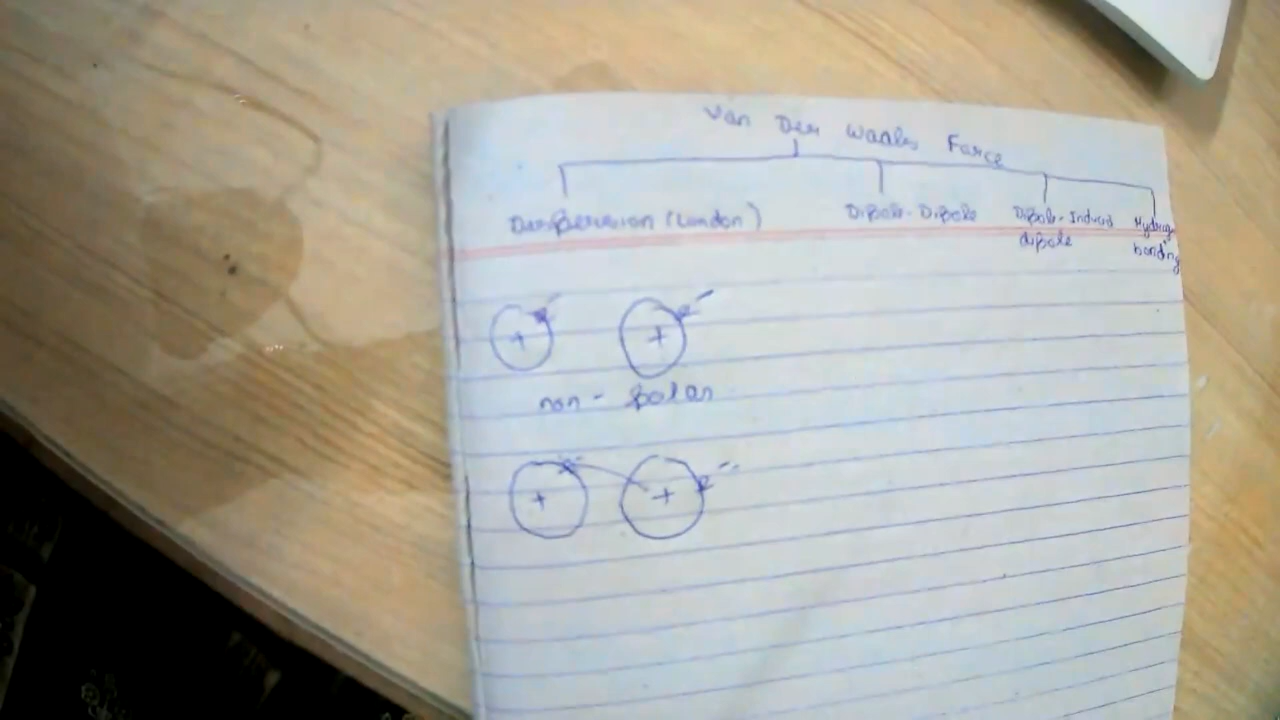 Van Der Waals Force
Dispersion (London)
Dipole-Dipole
Dipole-Induced
dipole
Hydrogen
bonding
+ e-
+ e-
non-polar
+ e-
+ e-